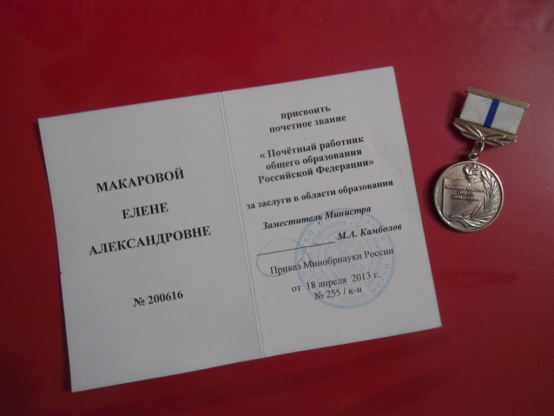 МАКАРОВОЙ
ЕЛЕНЕ
АЛЕКСАНДРОВНЕ
№ 200616
присвоить
почетное звание
« Почётный работник
общего образования
Российской Федерации»
за заслуги в области образования
Заместитель Министра
М.А. Камболов
Приказ Минобрнауки России
от 18 апреля 2013 г.
№ 255 / к-н